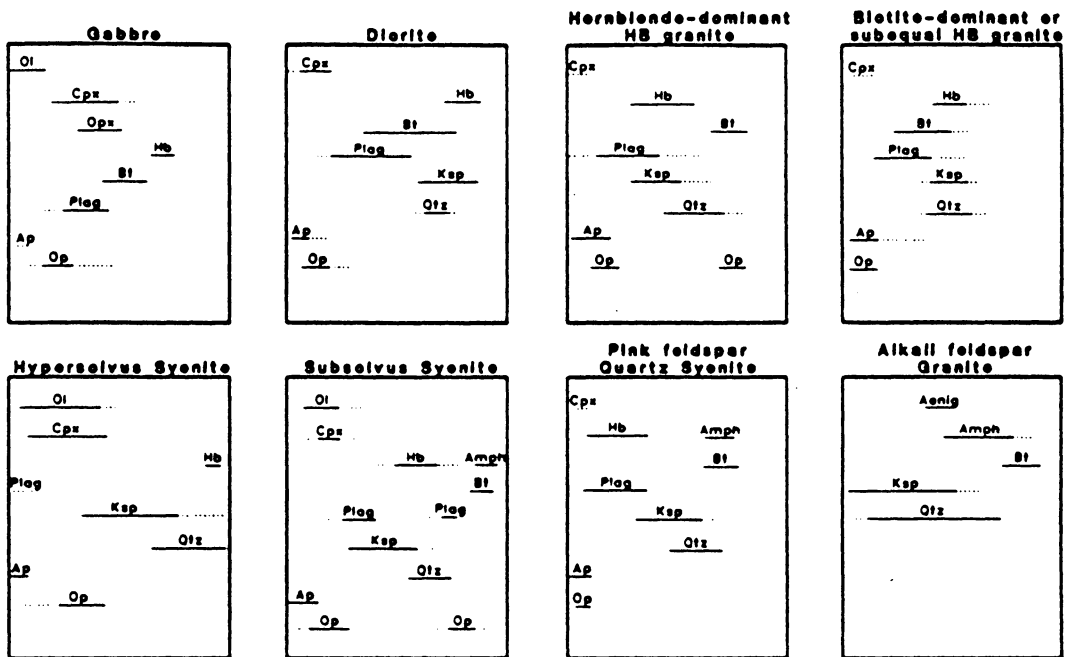 Gabbro
Ol
Cpx
Opx
Hb
Bt
Plag
Ap
Op
Diorite
Cpx
Hb
Bt
Plag
Ksp
Qtz
Ap
Op
Hornblende-dominant
HB granite
Cpx
Hb
Bt
Plag
Ksp
Qtz
Ap
Op Op
Biotite-dominant or
subequal HB granite
Cpx
Hb
Bt
Plag
Ksp
Qtz
Ap
Op
Hypersolvus Syenite
Ol
Cpx
Hb
Plag
Ksp
Qtz
Ap
Op
Subsolvus Syenite
Ol
Cpx
Hb Amph
Bt
Plag Plag
Ksp
Qtz
Ap
Op Op
Pink feldspar
Quartz Syenite
Cpx
Hb Amph
Bt
Plag
Ksp
Qtz
Ap
Op
Alkali feldspar
Granite
Aenig
Amph
Bt
Ksp
Qtz